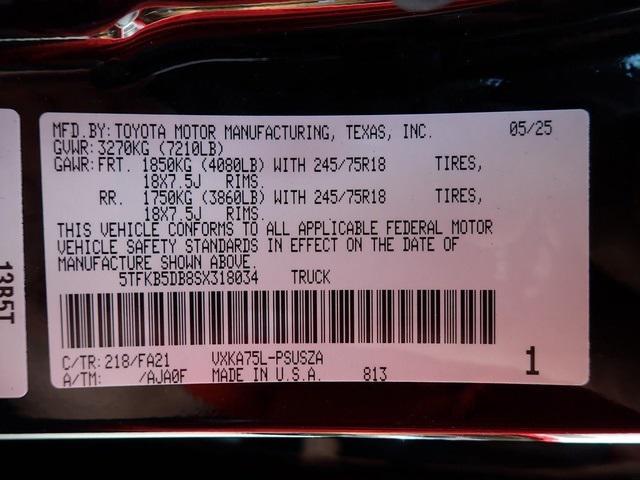 MFD.BY: TOYOTA MOTOR MANUFACTURING, TEXAS, INC. 05/25
GVWR: 3270KG (7210LB)
GAWR: FRT. 1850KG (4080LB) WITH 245/75R18 TIRES,
18X7.5J RIMS.
RR. 1750KG (3860LB) WITH 245/75R18 TIRES,
18X7.5J RIMS.
THIS VEHICLE CONFORMS TO ALL APPLICABLE FEDERAL MOTOR
VEHICLE SAFETY STANDARDS IN EFFECT ON THE DATE OF
MANUFACTURE SHOWN ABOVE.
5TFKB5DB8SX318034 TRUCK
C/TR: 218/FA21 VXKA75L-PSUSZA
A/TM: /AJA0F MADE IN U.S.A. 813
1
13B5T